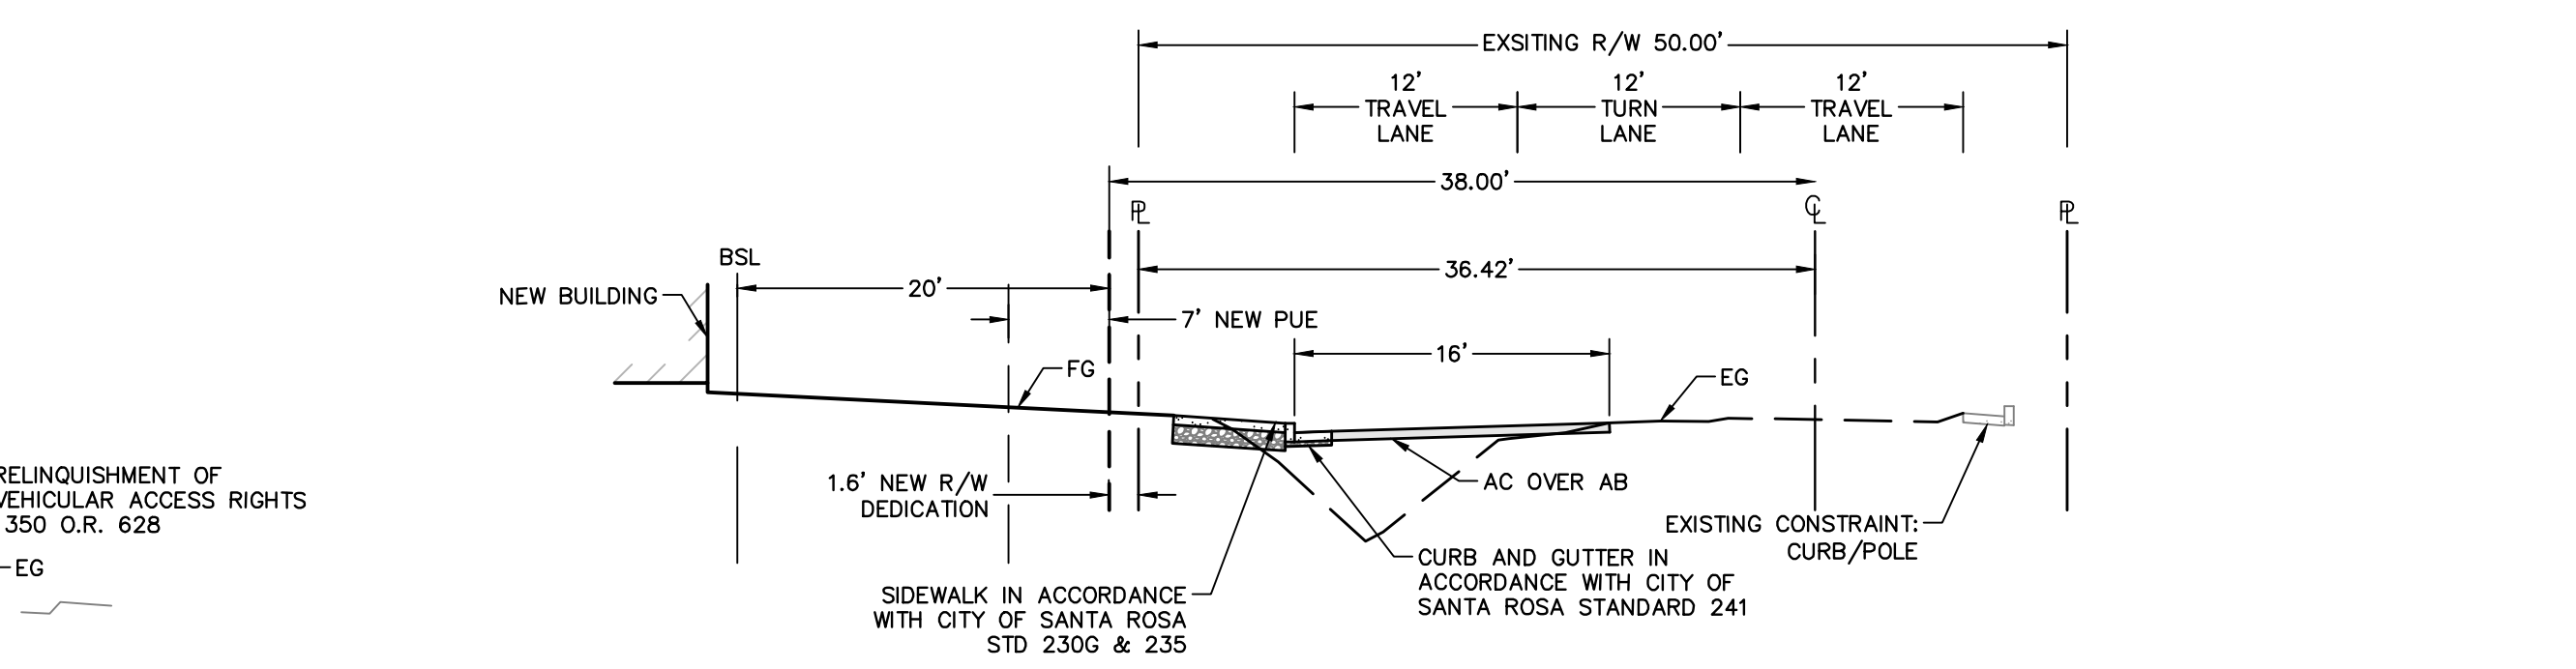 EXSITING R/W 50.00'
12'
TRAVEL
LANE
12'
TURN
LANE
12'
TRAVEL
LANE
38.00'
PL
CL
PL
BSL
36.42'
NEW BUILDING
20'
7' NEW PUE
16'
FG
EG
1.6' NEW R/W
DEDICATION
AC OVER AB
EXISTING CONSTRAINT:
CURB/POLE
RELINQUISHMENT OF
VEHICULAR ACCESS RIGHTS
350 O.R. 628
EG
CURB AND GUTTER IN
ACCORDANCE WITH CITY OF
SANTA ROSA STANDARD 241
SIDEWALK IN ACCORDANCE
WITH CITY OF SANTA ROSA
STD 230G & 235